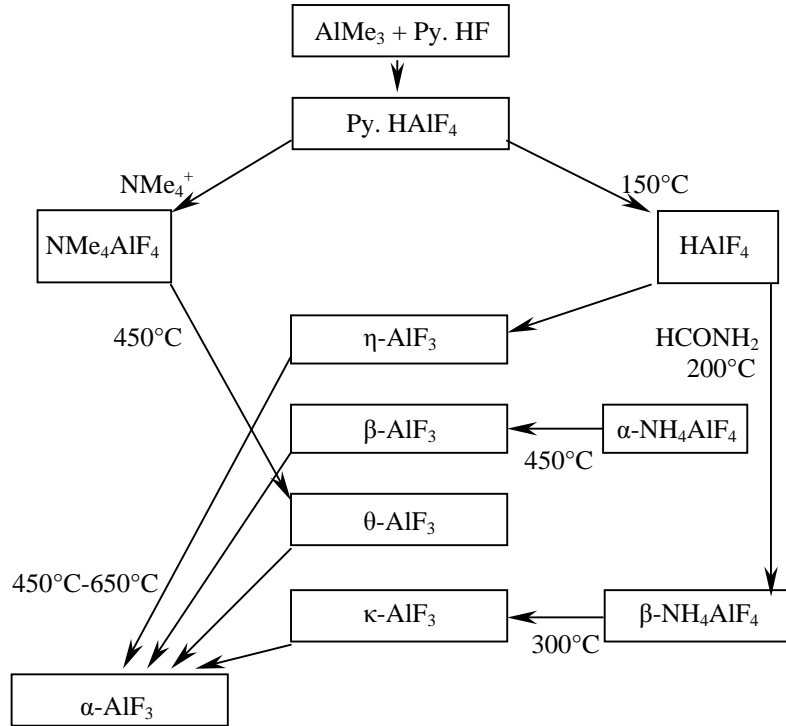 AlMe₃ + Py. HF
Py. HAlF₄
NMe₄⁺
150°C
NMe₄AlF₄
HAlF₄
450°C
η-AlF₃
HCONH₂
200°C
β-AlF₃
α-NH₄AlF₄
450°C
θ-AlF₃
450°C-650°C
κ-AlF₃
β-NH₄AlF₄
300°C
α-AlF₃